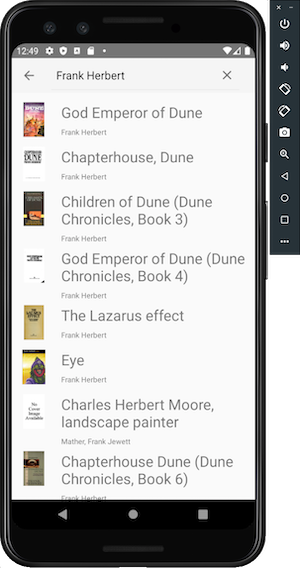 12:49
Frank Herbert
God Emperor of Dune
Frank Herbert
Chapterhouse, Dune
Frank Herbert
Children of Dune (Dune
Chronicles, Book 3)
Frank Herbert
God Emperor of Dune (Dune
Chronicles, Book 4)
Frank Herbert
The Lazarus effect
Frank Herbert
Eye
Frank Herbert
No
Cover
Image
Available
Charles Herbert Moore,
landscape painter
Mather, Frank Jewett
Chapterhouse Dune (Dune
Chronicles, Book 6)
Frank Herbert